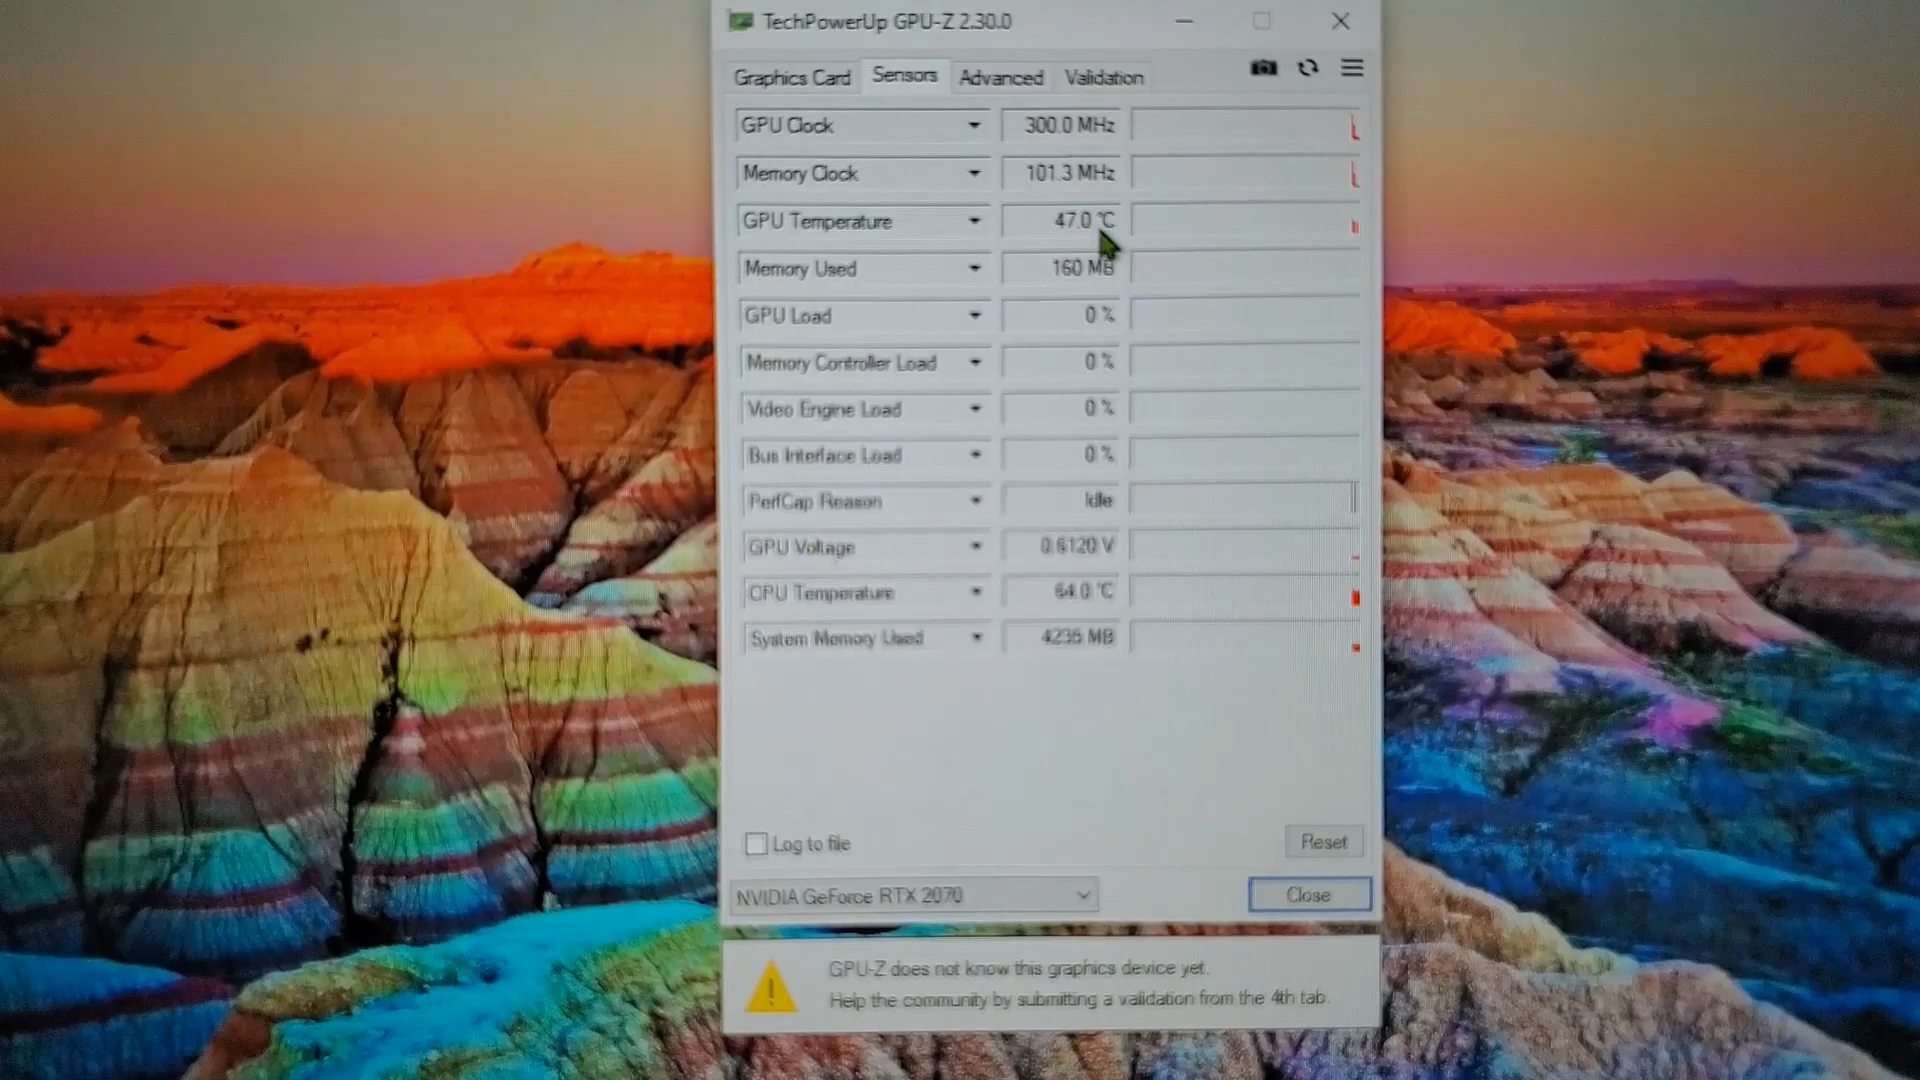 TechPowerUp GPU-Z 2.30.0
Graphics Card Sensors Advanced Validation
GPU Clock 300.0 MHz
Memory Clock 101.3 MHz
GPU Temperature 47.0 °C
Memory Used 160 MB
GPU Load 0 %
Memory Controller Load 0 %
Video Engine Load 0 %
Bus Interface Load 0 %
PerfCap Reason Idle
GPU Voltage 0.6120 V
CPU Temperature 64.0 °C
System Memory Used 4235 MB
Log to file Reset
NVIDIA GeForce RTX 2070 Close
GPU-Z does not know this graphics device yet.
Help the community by submitting a validation from the 4th tab.